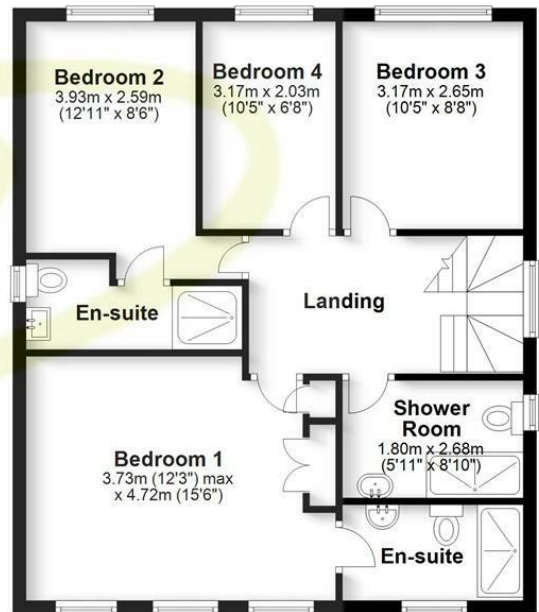 Bedroom 2
3.93m x 2.59m
(12'11" x 8'6")
Bedroom 4
3.17m x 2.03m
(10'5" x 6'8")
Bedroom 3
3.17m x 2.65m
(10'5" x 8'8")
En-suite
Landing
Bedroom 1
3.73m (12'3") max
x 4.72m (15'6")
Shower
Room
1.80m x 2.68m
(5'11" x 8'10")
En-suite